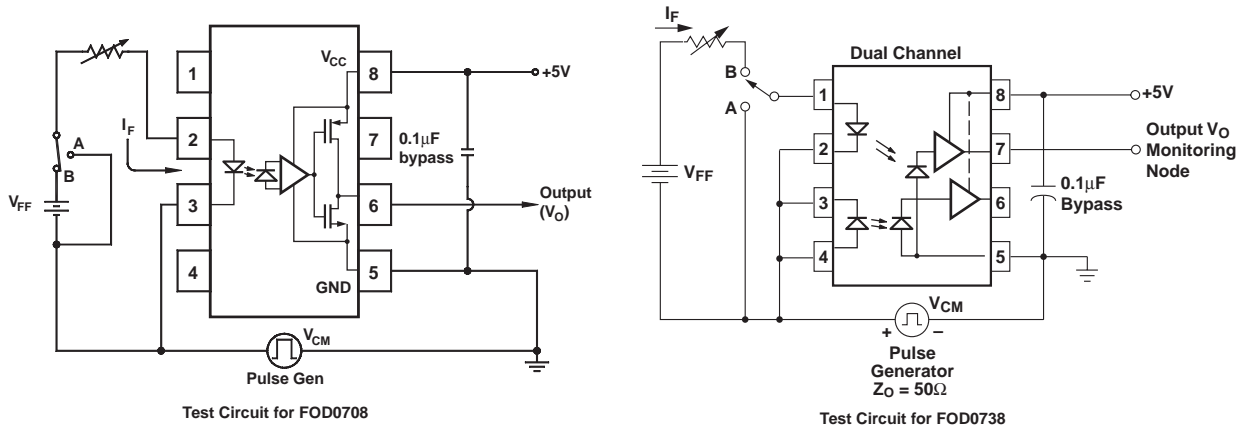 I_F
V_CC
1
8
+5V
2
7
0.1μF
bypass
I_F
A
B
V_FF
3
6
Output
(V_O)
4
5
GND
V_CM
Pulse Gen
Test Circuit for FOD0708
Dual Channel
B
A
1
8
+5V
2
7
Output V_O
Monitoring
Node
V_FF
3
6
0.1μF
Bypass
4
5
V_CM
+ –
Pulse
Generator
Z_O = 50Ω
Test Circuit for FOD0738